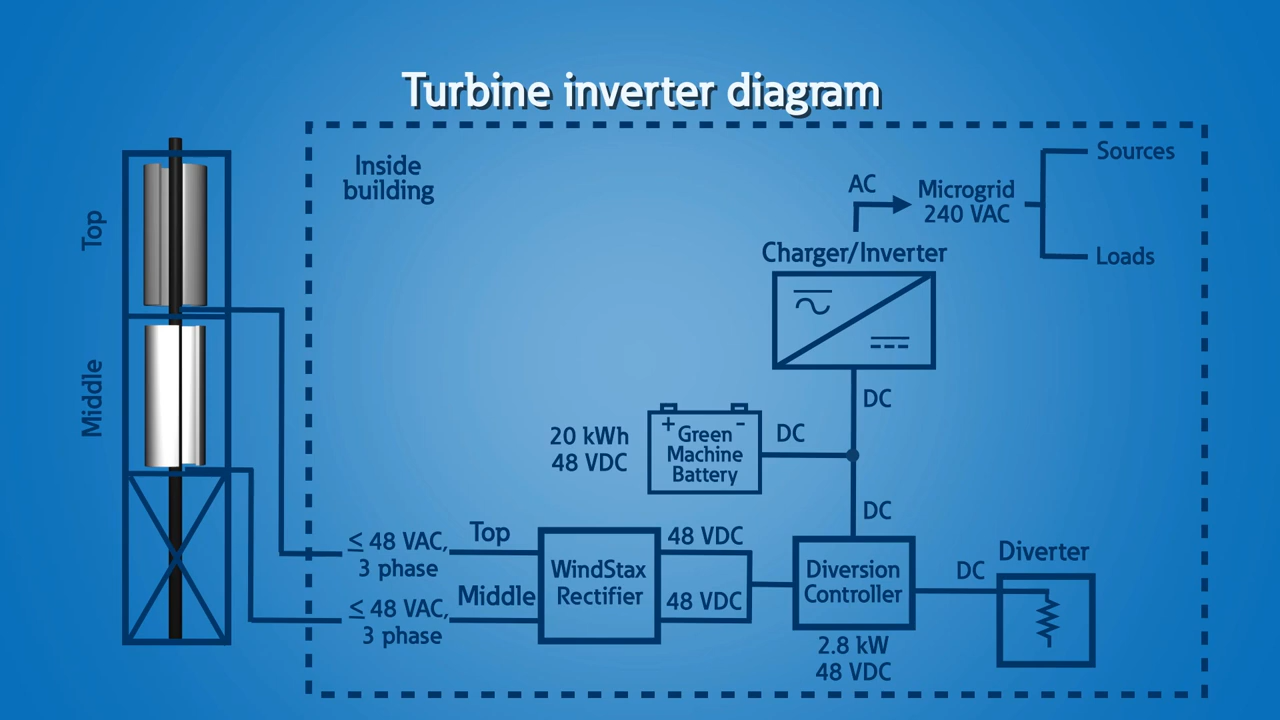 Turbine inverter diagram
Inside
building
Top
Middle
Sources
AC
Microgrid
240 VAC
Loads
Charger/Inverter
DC
20 kWh
48 VDC
+ -
Green
Machine
Battery
DC
DC
≤ 48 VAC,
3 phase
Top
≤ 48 VAC,
3 phase
Middle
WindStax
Rectifier
48 VDC
48 VDC
Diversion
Controller
2.8 kW
48 VDC
DC
Diverter